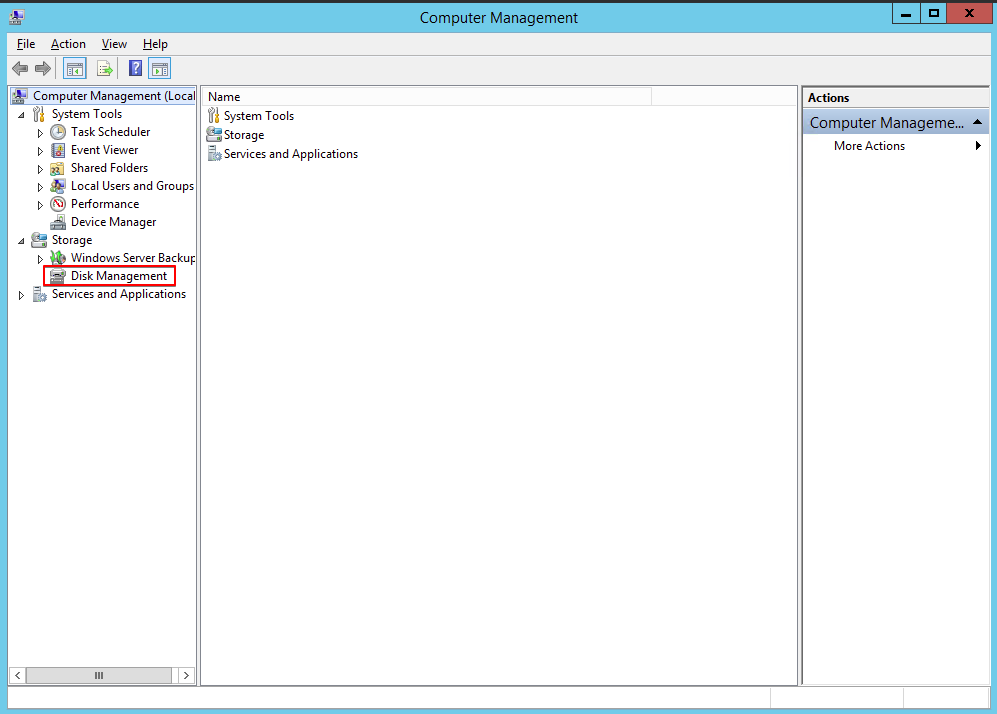 Computer Management
File Action View Help
Computer Management (Local
System Tools
Task Scheduler
Event Viewer
Shared Folders
Local Users and Groups
Performance
Device Manager
Storage
Windows Server Backup
Disk Management
Services and Applications
Name
System Tools
Storage
Services and Applications
Actions
Computer Manageme...
More Actions